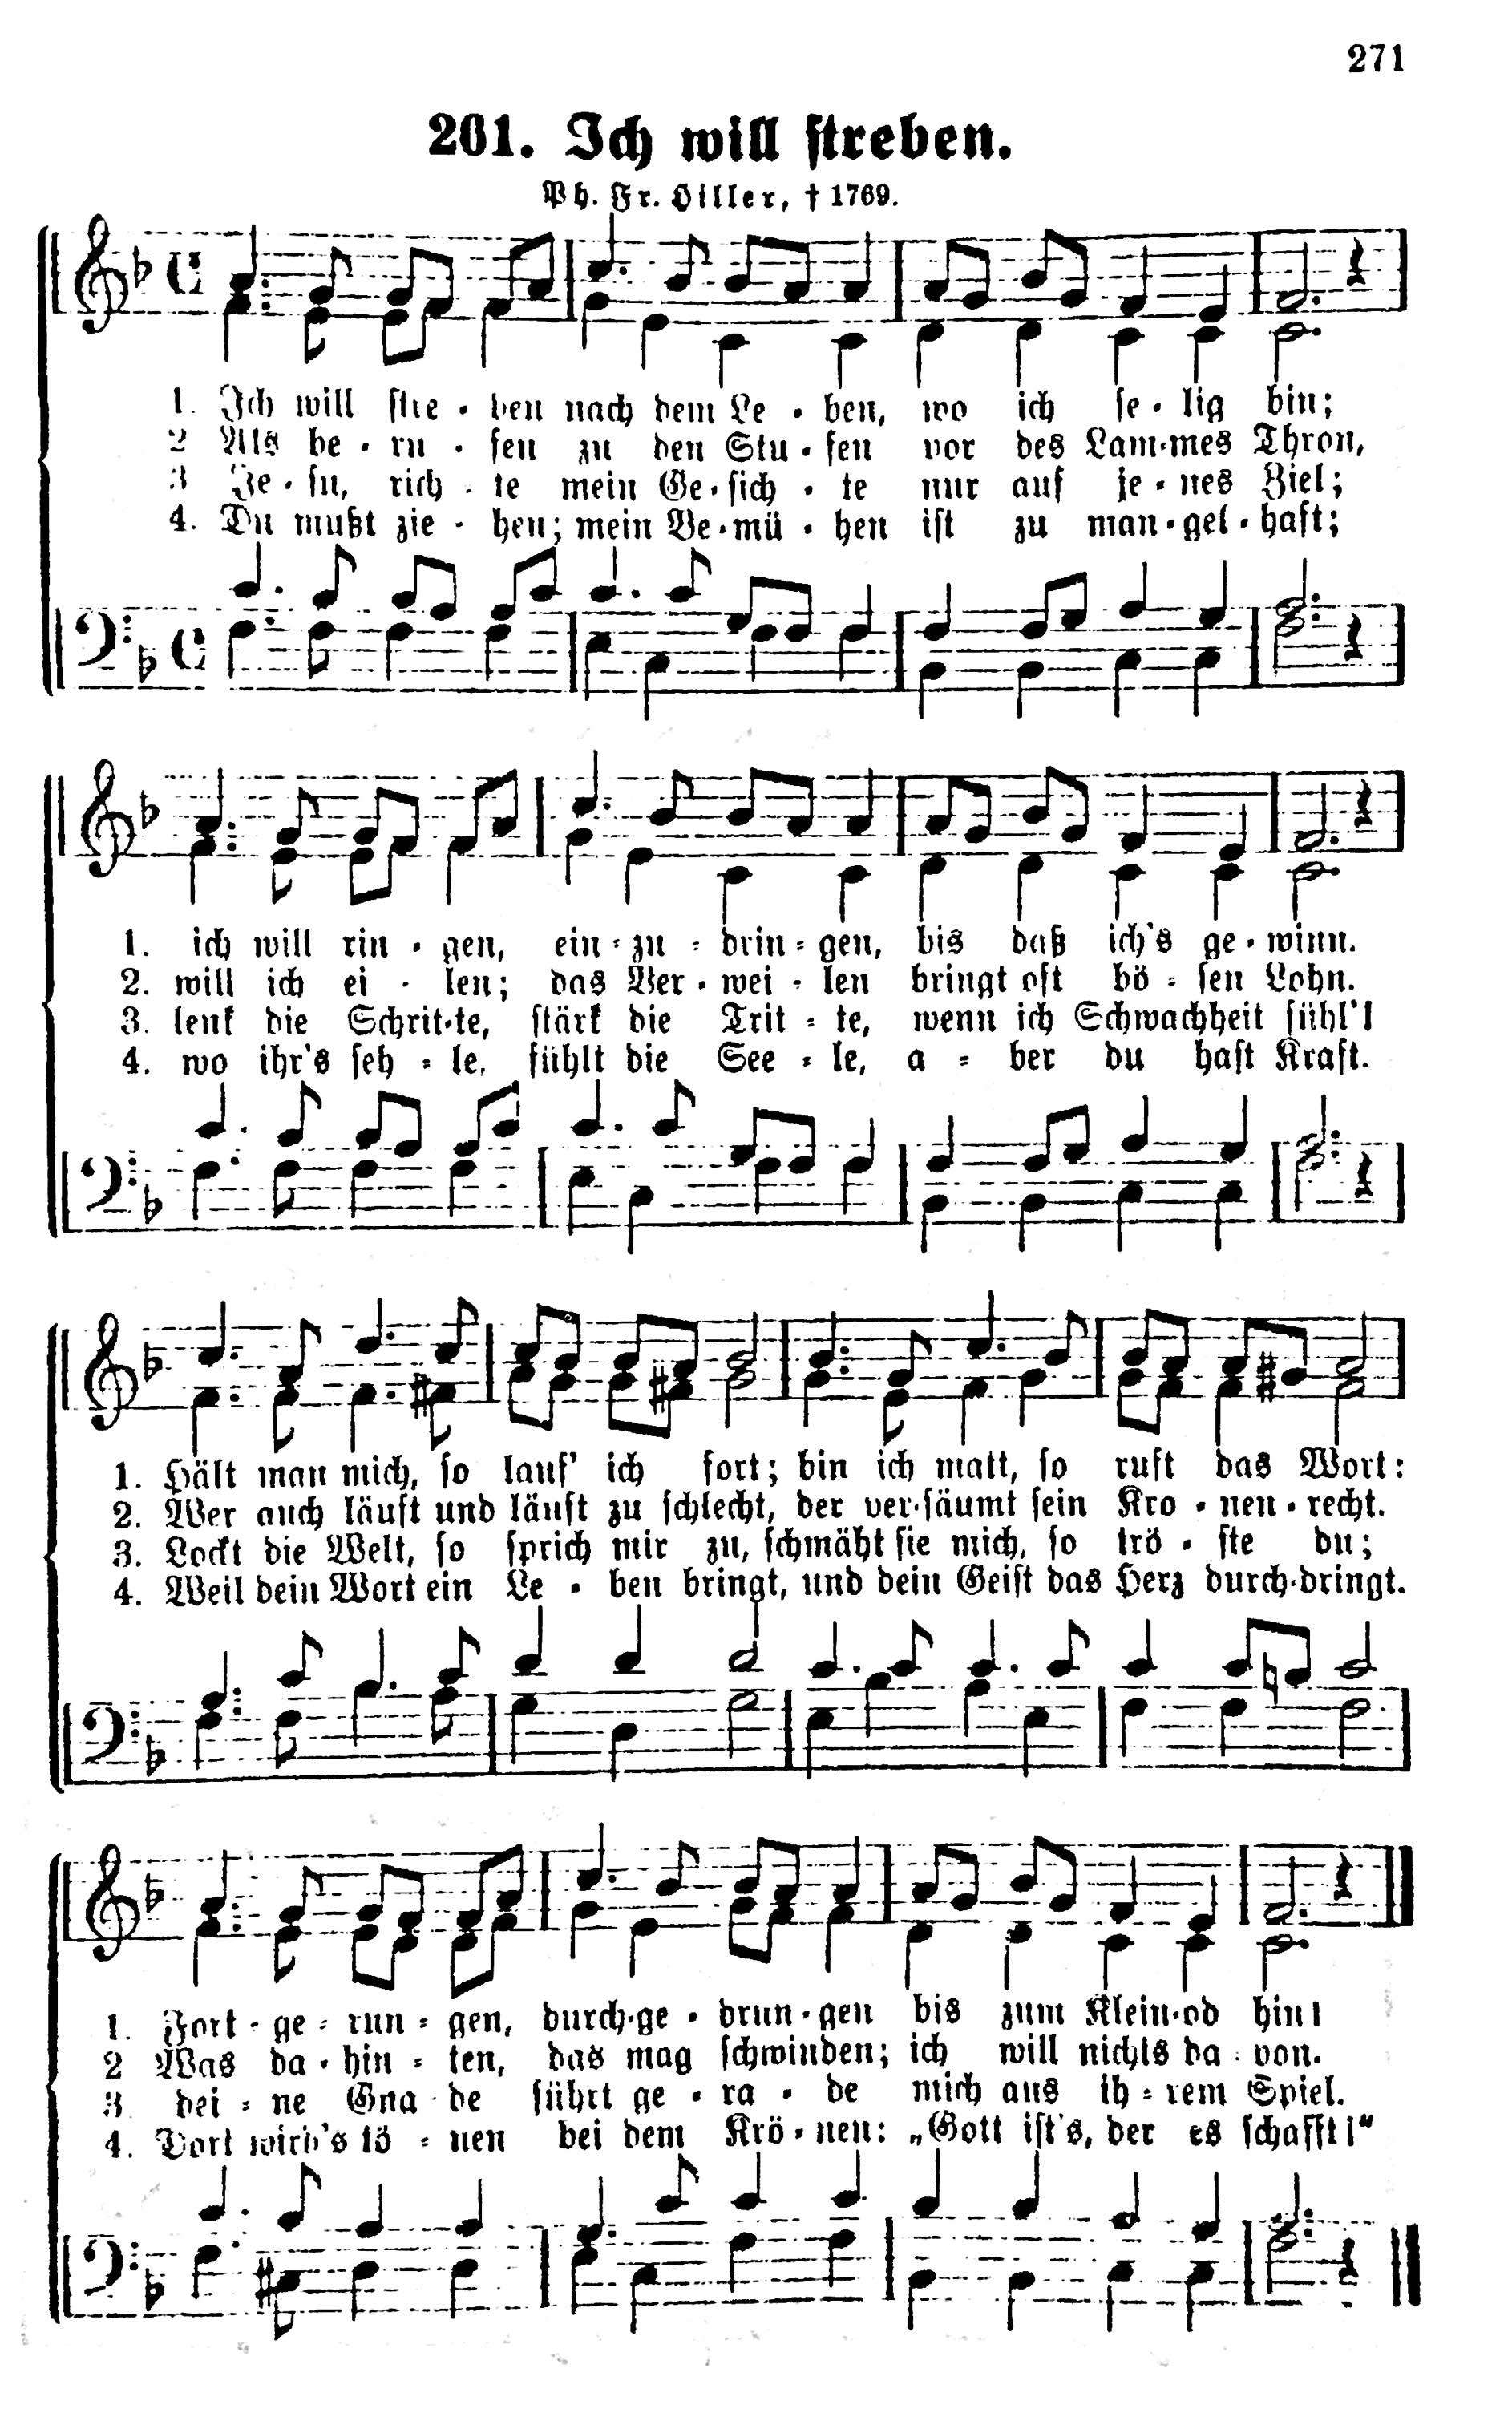 271
201. Ich will streben.
Ph. Fr. Hiller, † 1769.
1. Ich will stre - ben nach dem Le - ben, wo ich se - lig bin;
2 Als be - ru - fen zu den Stu - fen vor des Lam - mes Thron,
3 Je - su, rich - te mein Ge - sich - te nur auf je - nes Ziel;
4. Du mußt zie - hen; mein Be - mü - hen ist zu man - gel - haft;
1. ich will rin - gen, ein - zu - drin - gen, bis daß ich's ge - winn.
2. will ich ei - len; das Ver - wei - len bringt oft bö - sen Lohn.
3. lenk die Schrit - te, stärk die Trit - te, wenn ich Schwachheit fühl'!
4. wo ihr's feh - le, fühlt die See - le, a - ber du hast Kraft.
1. Hält man mich, so lauf' ich fort; bin ich matt, so ruft das Wort:
2. Wer auch läuft und läuft zu schlecht, der ver - säumt sein Kro - nen - recht.
3. Lockt die Welt, so sprich mir zu, schmäht sie mich, so trö - ste du;
4. Weil dein Wort ein Le - ben bringt, und dein Geist das Herz durch - dringt.
1. Fort - ge - run - gen, durch - ge - drun - gen bis zum Klein - od hin!
2 Was da - hin - ten, das mag schwinden; ich will nichts da - von.
3. dei - ne Gna - de führt ge - ra - de mich aus ih - rem Spiel.
4. Dort wird's tö - nen bei dem Krö - nen: „Gott ist's, der es schafft!“